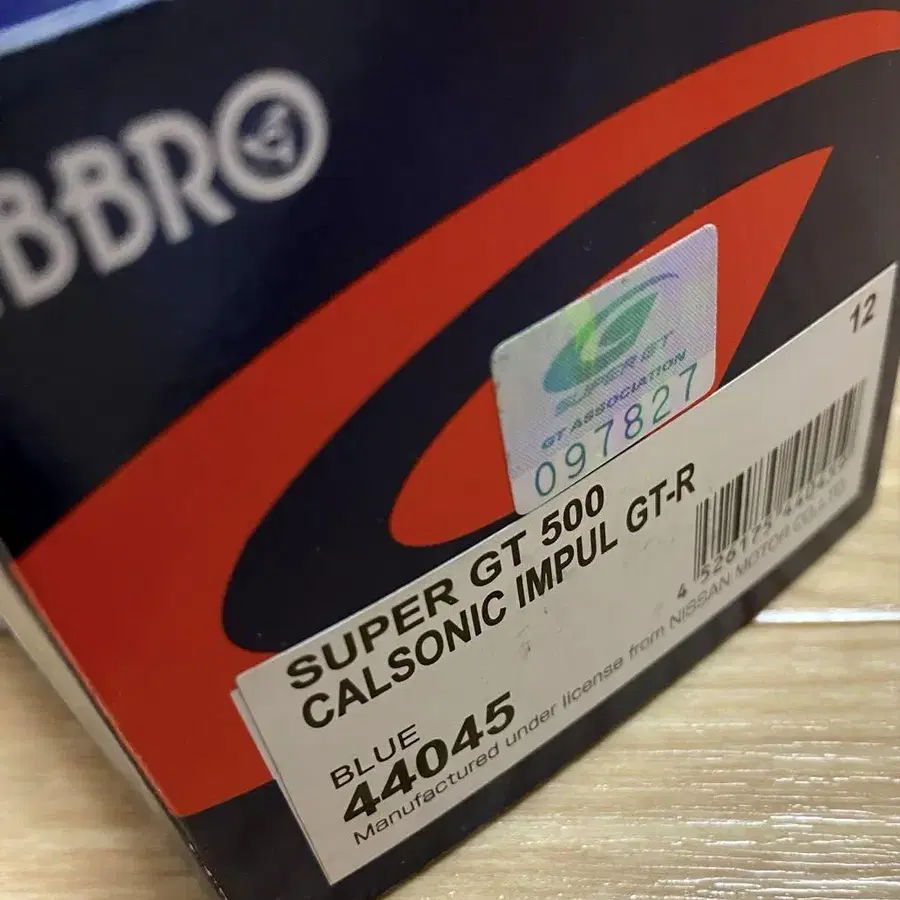 BBRO
SUPER GT
GT ASSOCIATION
097827
12
SUPER GT 500
CALSONIC IMPUL GT-R
BLUE
44045
Manufactured under license from NISSAN MOTOR CO.,LTD.